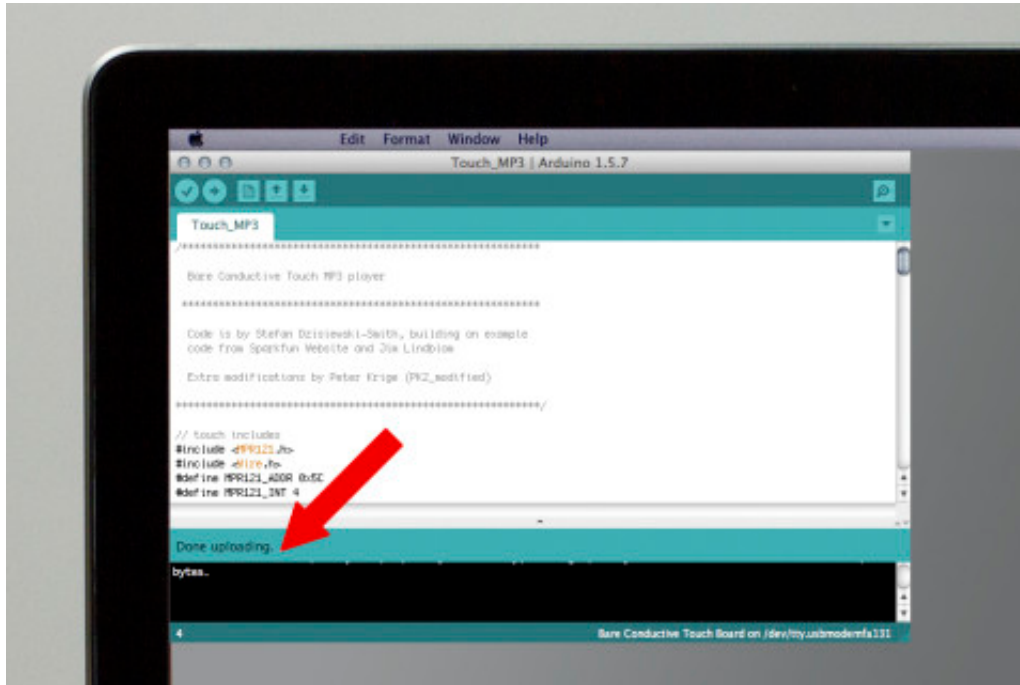 Edit Format Window Help
Touch_MP3 | Arduino 1.5.7
Touch_MP3
/**********************************************************
Bare Conductive Touch MP3 player
**********************************************************
Code is by Stefan Dzisiewski-Smith, building on example
code from Sparkfun Website and Jim Lindblom
Extra modifications by Peter Krige (PK2_modified)
**********************************************************/
// touch includes
#include <MPR121.h>
#include <Wire.h>
#define MPR121_ADDR 0x5C
#define MPR121_INT 4
Done uploading.
bytes.
4
Bare Conductive Touch Board on /dev/tty.usbmodemfa131